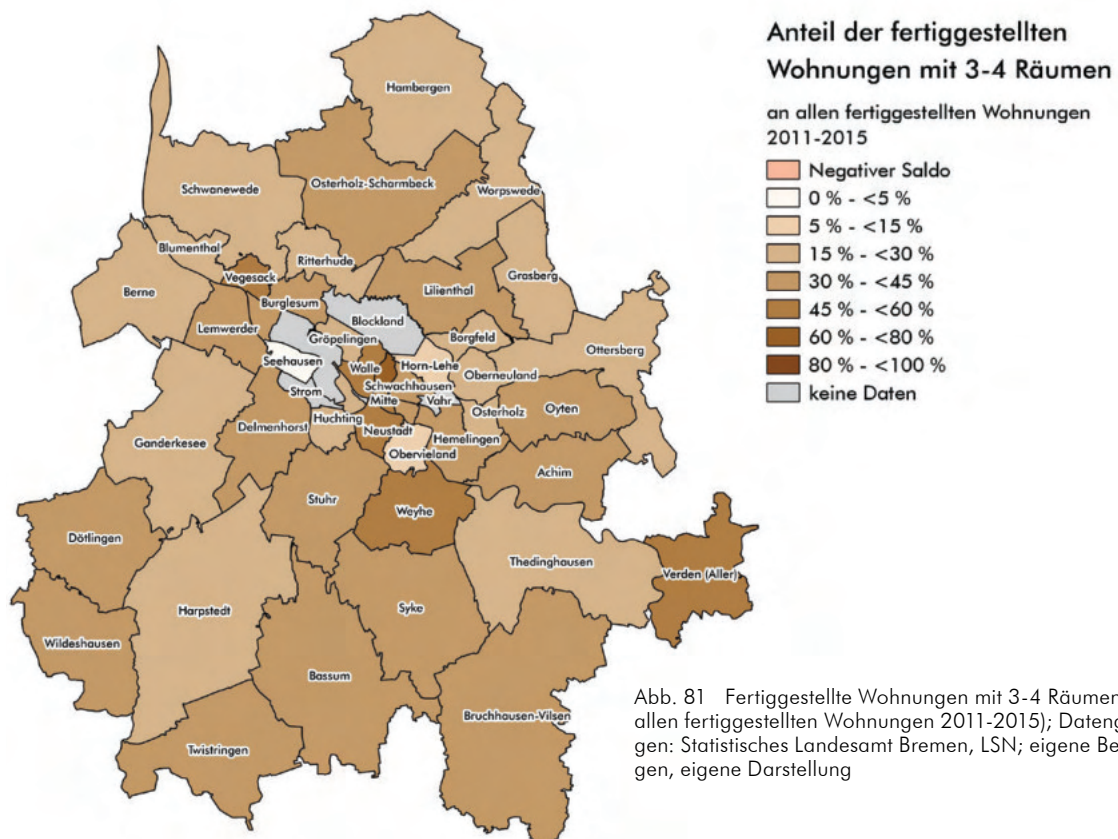 Anteil der fertiggestellten
Wohnungen mit 3-4 Räumen
an allen fertiggestellten Wohnungen
2011-2015
Negativer Saldo
0 % - <5 %
5 % - <15 %
15 % - <30 %
30 % - <45 %
45 % - <60 %
60 % - <80 %
80 % - <100 %
keine Daten
Hambergen
Schwanewede
Osterholz-Scharmbeck
Worpswede
Blumenthal
Ritterhude
Vegesack
Grasberg
Berne
Lilienthal
Burglesum
Blockland
Lemwerder
Gröpelingen
Borgfeld
Ottersberg
Seehausen
Walle
Horn-Lehe
Oberneuland
Schwachhausen
Strom
Mitte
Vahr
Osterholz
Oyten
Huchting
Delmenhorst
Neustadt
Hemelingen
Ganderkesee
Obervieland
Achim
Stuhr
Weyhe
Dötlingen
Thedinghausen
Verden (Aller)
Harpstedt
Syke
Wildeshausen
Bassum
Bruchhausen-Vilsen
Twistringen
Abb. 81 Fertiggestellte Wohnungen mit 3-4 Räumen
allen fertiggestellten Wohnungen 2011-2015); Dateng
gen: Statistisches Landesamt Bremen, LSN; eigene Be
gen, eigene Darstellung